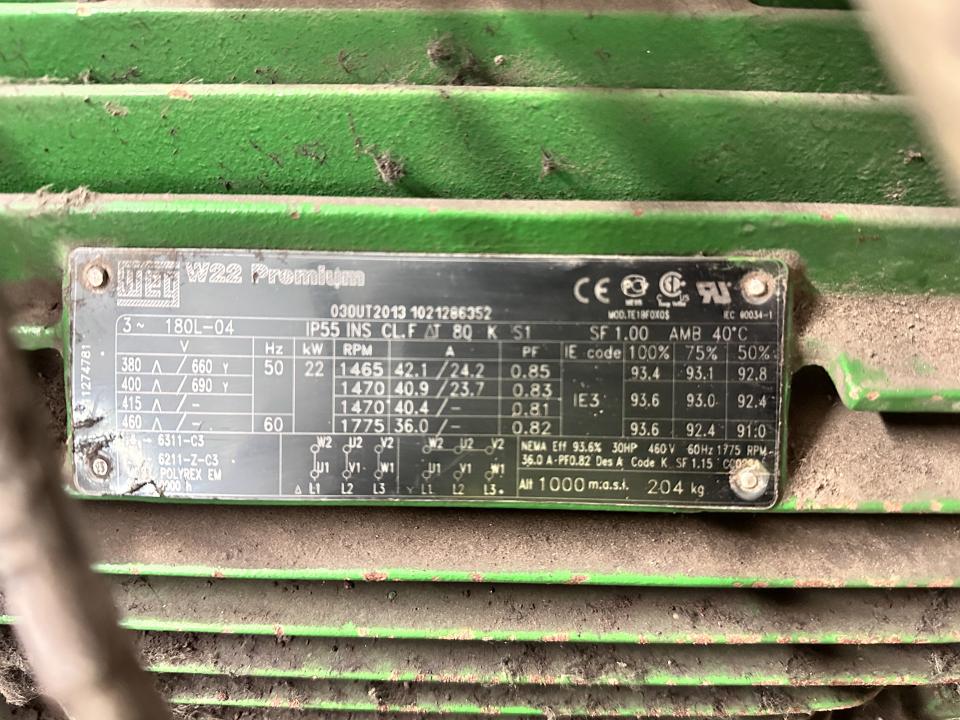 WEG W22 Premium
CE
MOD.TE1BF0X0$
IEC 60034-1
030UT2013 1021286352
3~ 180L-04 IP55 INS CL.F ΔT 80 K S1 SF 1.00 AMB 40°C
V Hz kW RPM A PF IE code 100% 75% 50%
380 Δ / 660 Y 50 22 1465 42.1/24.2 0.85 IE3 93.4 93.1 92.8
400 Δ / 690 Y 1470 40.9/23.7 0.83 93.6 93.0 92.4
415 Δ / - 1470 40.4/- 0.81
460 Δ / - 60 1775 36.0/- 0.82 93.6 92.4 91.0
11274781
→ 6311-C3
→ 6211-Z-C3
POLYREX EM
h
W2 U2 V2 W2 U2 V2
U1 V1 W1 U1 V1 W1
Δ L1 L2 L3 Y L1 L2 L3
NEMA Eff 93.6% 30HP 460V 60Hz 1775 RPM
36.0 A-PF0.82 Des A Code K SF 1.15
Alt 1000 m.a.s.l. 204 kg